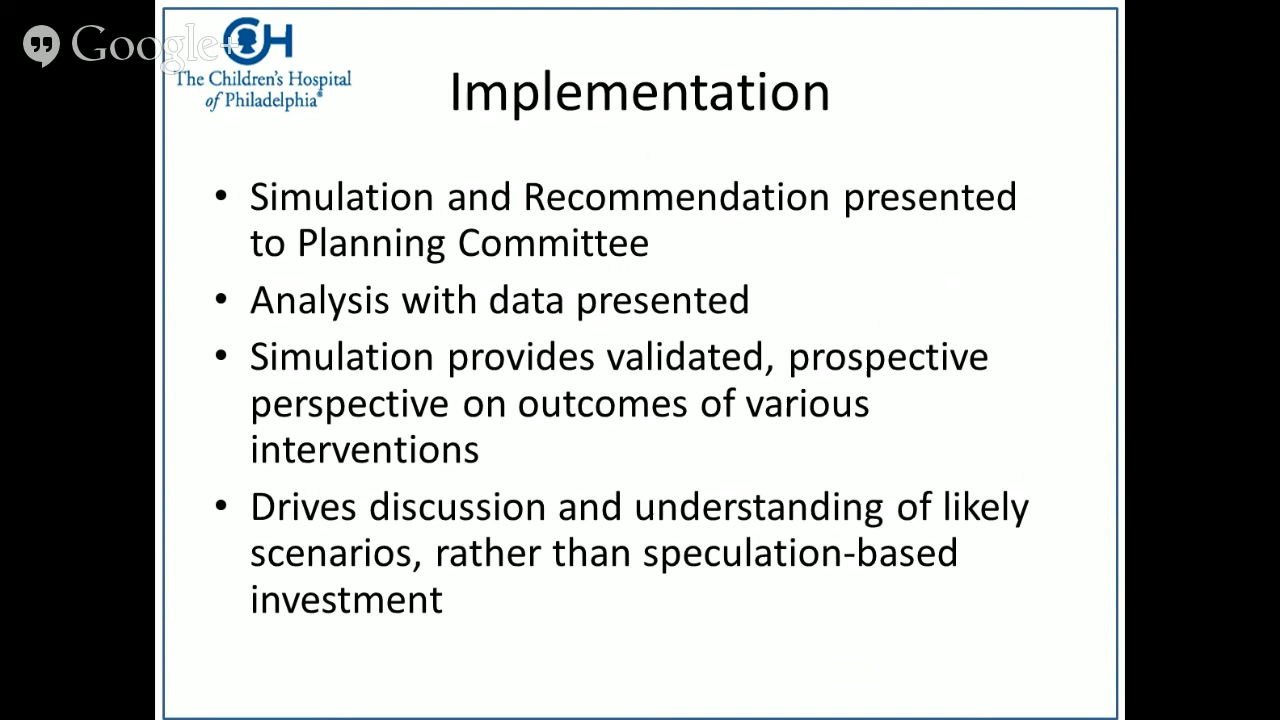 Google+
CH
The Children's Hospital
of Philadelphia®
Implementation
• Simulation and Recommendation presented
to Planning Committee
• Analysis with data presented
• Simulation provides validated, prospective
perspective on outcomes of various
interventions
• Drives discussion and understanding of likely
scenarios, rather than speculation-based
investment